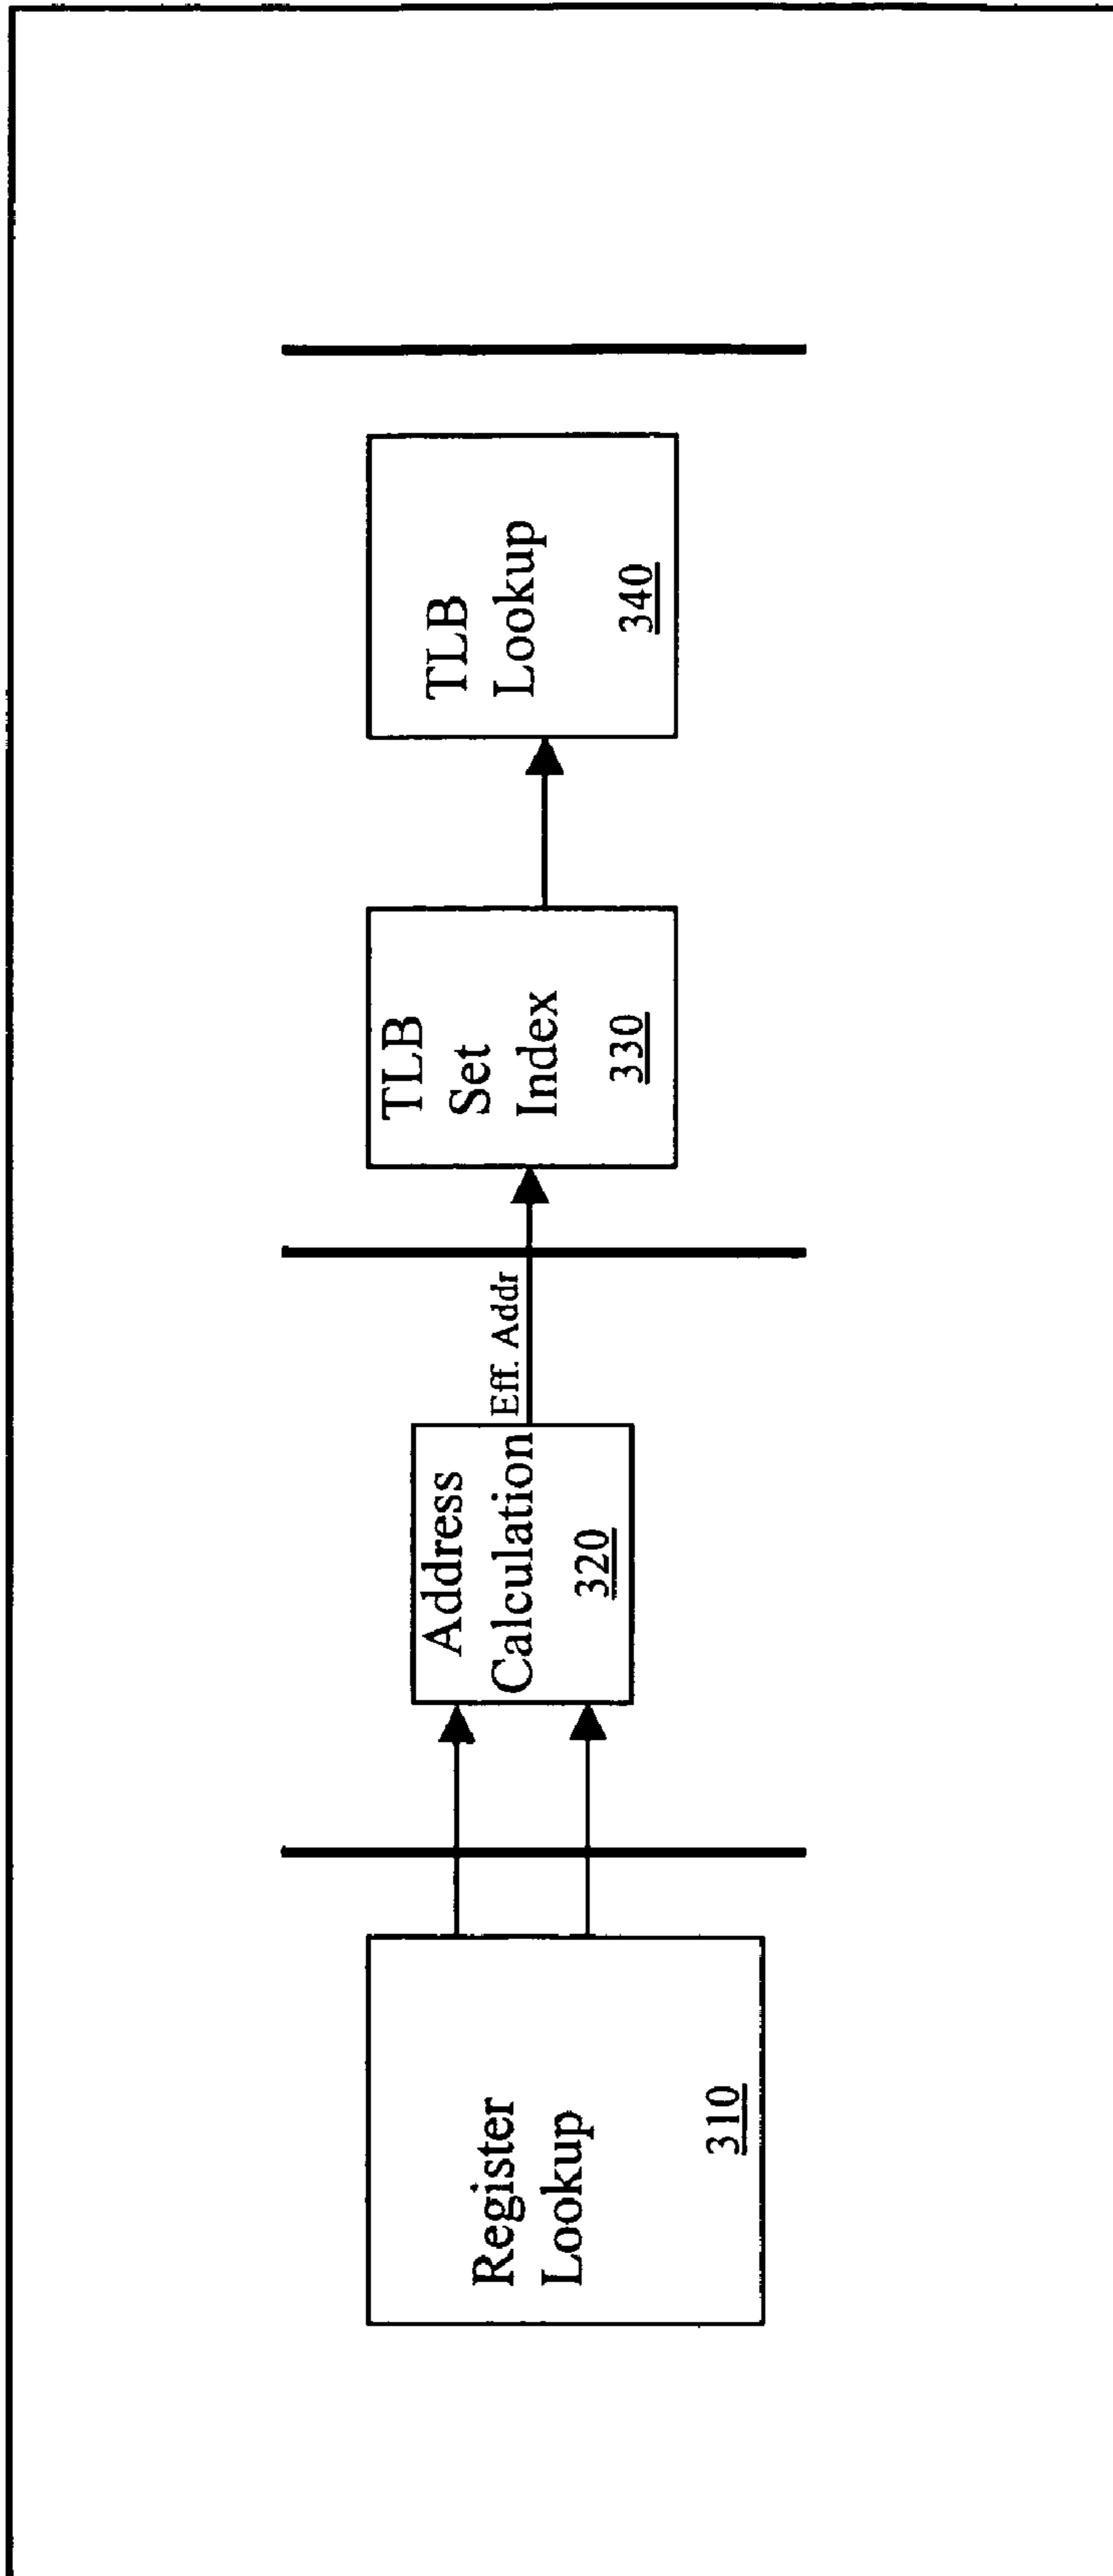 Register
Lookup
310
Address
Calculation
320
Eff. Addr
TLB
Set
Index
330
TLB
Lookup
340